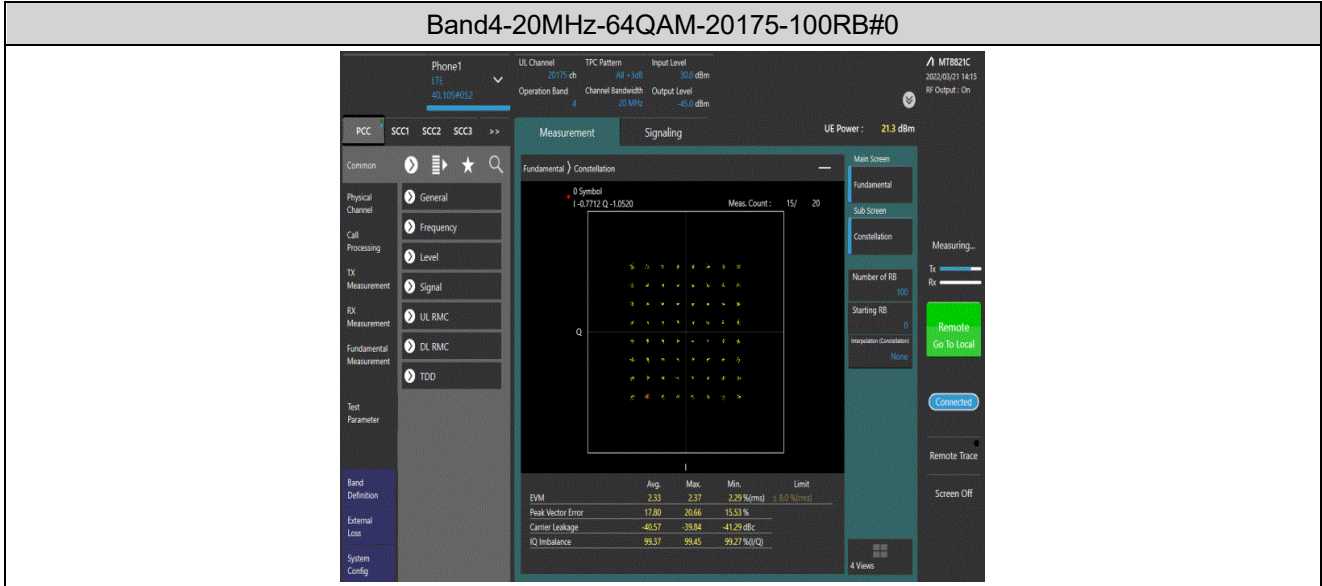 Band4-20MHz-64QAM-20175-100RB#0
Phone1
LTE
40.10S#052
UL Channel TPC Pattern Input Level
20175 ch All +3dB 30.0 dBm
Operation Band Channel Bandwidth Output Level
4 20 MHz -45.0 dBm
MT8821C
2022/03/21 14:15
RF Output : On
PCC SCC1 SCC2 SCC3 >>
Measurement Signaling
UE Power : 21.3 dBm
Common
Physical
Channel
Call
Processing
TX
Measurement
RX
Measurement
Fundamental
Measurement
Test
Parameter
Band
Definition
External
Loss
System
Config
General
Frequency
Level
Signal
UL RMC
DL RMC
TDD
Fundamental Constellation
0 Symbol
I -0.7712 Q -1.0520 Meas. Count : 15/ 20
Q
I
Avg. Max. Min. Limit
EVM 2.33 2.37 2.29 %(rms) ≤ 8.0 %(rms)
Peak Vector Error 17.80 20.66 15.53 %
Carrier Leakage -40.57 -39.84 -41.29 dBc
IQ Imbalance 99.37 99.45 99.27 %(I/Q)
Main Screen
Fundamental
Sub Screen
Constellation
Number of RB
100
Starting RB
0
Interpolation (Constellation)
None
4 Views
Measuring...
Tx
Rx
Remote
Go To Local
Connected
Remote Trace
Screen Off